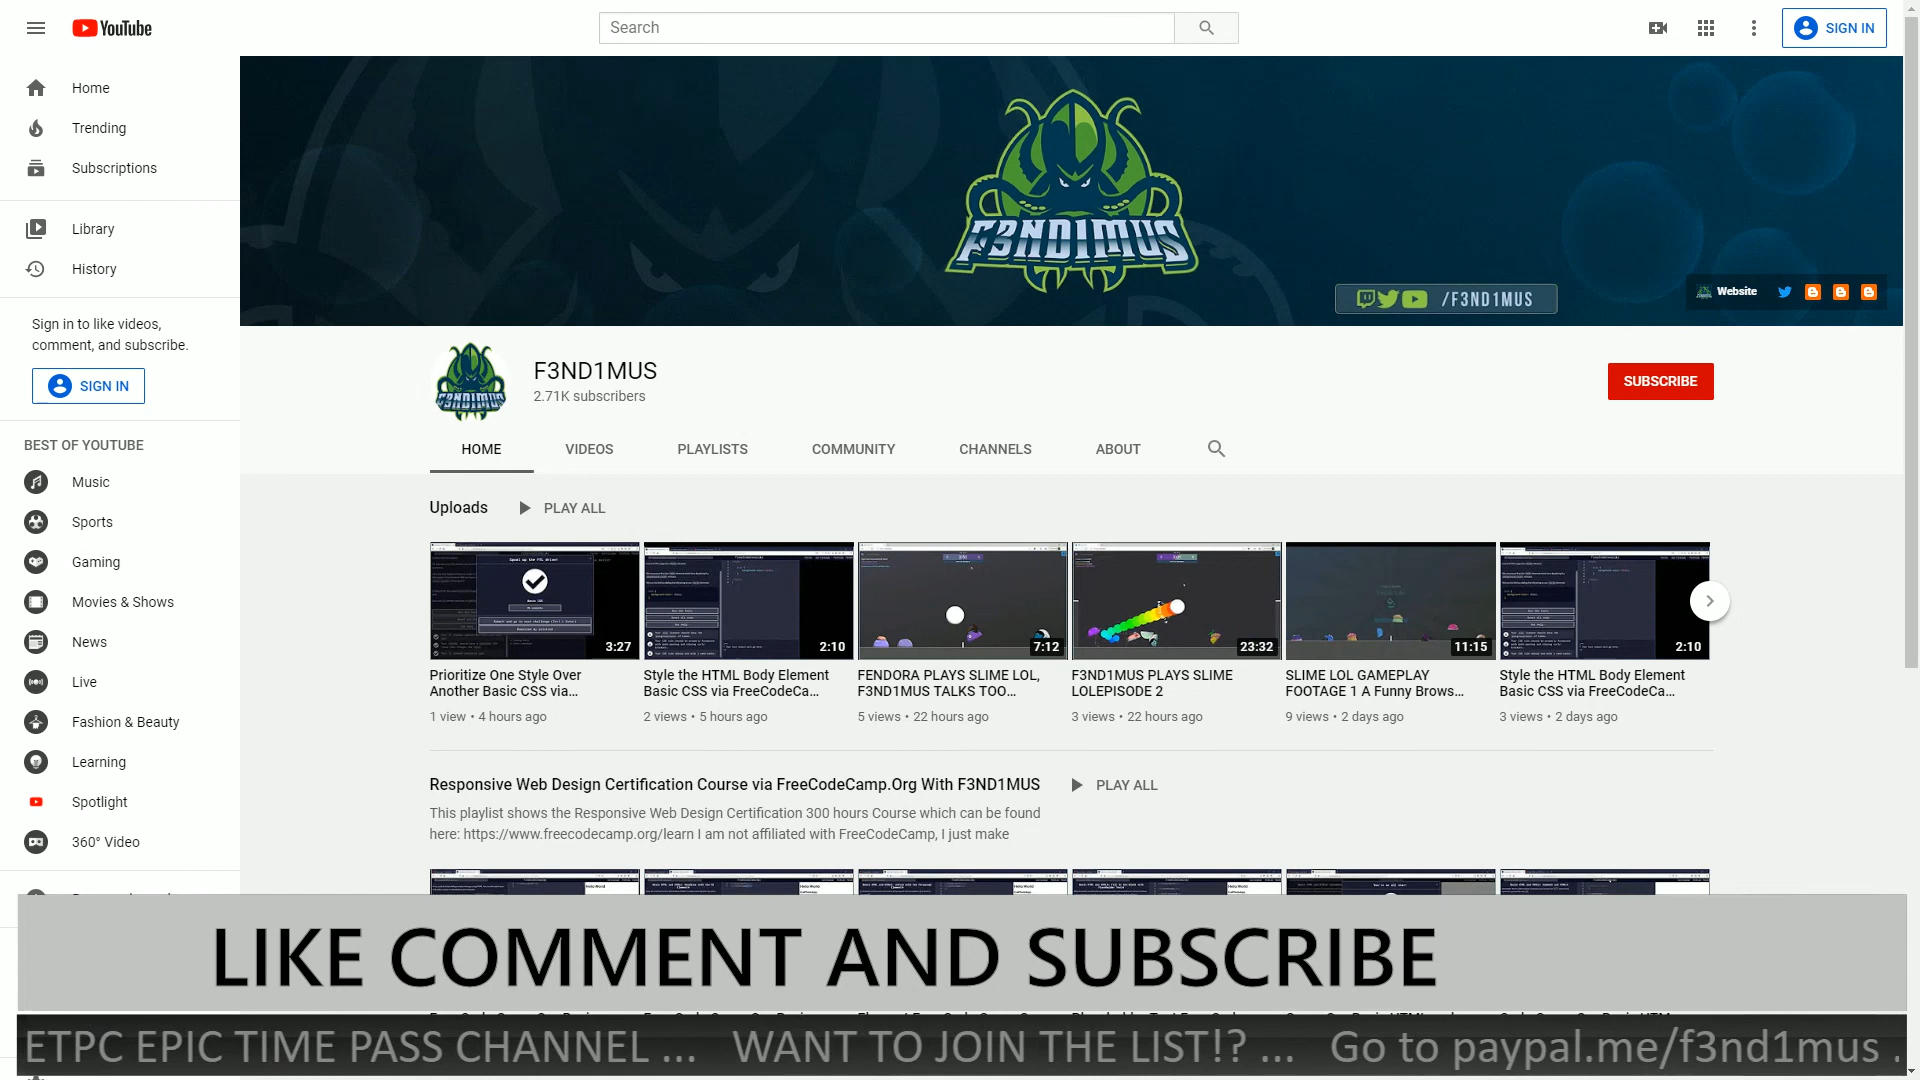 YouTube
Search
SIGN IN
Home
Trending
Subscriptions
Library
History
Sign in to like videos,
comment, and subscribe.
SIGN IN
BEST OF YOUTUBE
Music
Sports
Gaming
Movies & Shows
News
Live
Fashion & Beauty
Learning
Spotlight
360° Video
F3ND1MUS
/F3ND1MUS
Website
F3ND1MUS
F3ND1MUS
2.71K subscribers
SUBSCRIBE
HOME VIDEOS PLAYLISTS COMMUNITY CHANNELS ABOUT
Uploads PLAY ALL
3:27
Prioritize One Style Over
Another Basic CSS via...
1 view • 4 hours ago
2:10
Style the HTML Body Element
Basic CSS via FreeCodeCa...
2 views • 5 hours ago
7:12
FENDORA PLAYS SLIME LOL,
F3ND1MUS TALKS TOO...
5 views • 22 hours ago
23:32
F3ND1MUS PLAYS SLIME
LOLEPISODE 2
3 views • 22 hours ago
11:15
SLIME LOL GAMEPLAY
FOOTAGE 1 A Funny Brows...
9 views • 2 days ago
2:10
Style the HTML Body Element
Basic CSS via FreeCodeCa...
3 views • 2 days ago
Responsive Web Design Certification Course via FreeCodeCamp.Org With F3ND1MUS PLAY ALL
This playlist shows the Responsive Web Design Certification 300 hours Course which can be found
here: https://www.freecodecamp.org/learn I am not affiliated with FreeCodeCamp, I just make
LIKE COMMENT AND SUBSCRIBE
ETPC EPIC TIME PASS CHANNEL ... WANT TO JOIN THE LIST!? ... Go to paypal.me/f3nd1mus .